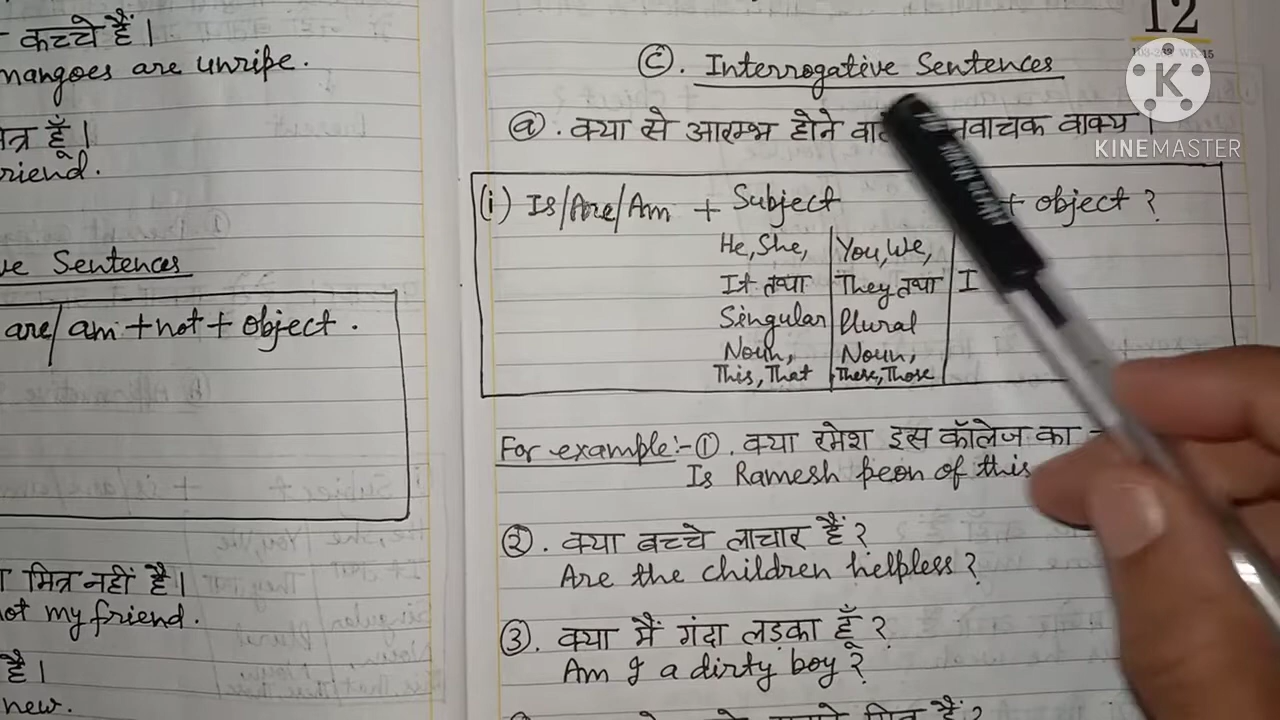 कच्चे हैं।
mangoes are unripe.
हूँ।
friend.
Sentences
are/am + not + object.
मित्र नहीं है।
not my friend.
है।
new.
12
K
KINEMASTER
Ⓒ. Interrogative Sentences
ⓐ. क्या से आरम्भ होने वाक्य।
(i) Is/Are/Am + Subject + object?
He, She, You, We,
It तथा They तथा I
Singular Plural
Noun, Noun,
This, That These, Those
For example:- ①. क्या रमेश इस कॉलेज का
Is Ramesh peon of this
②. क्या बच्चे लाचार हैं?
Are the children helpless?
③. क्या मैं गंदा लड़का हूँ?
Am I a dirty boy?